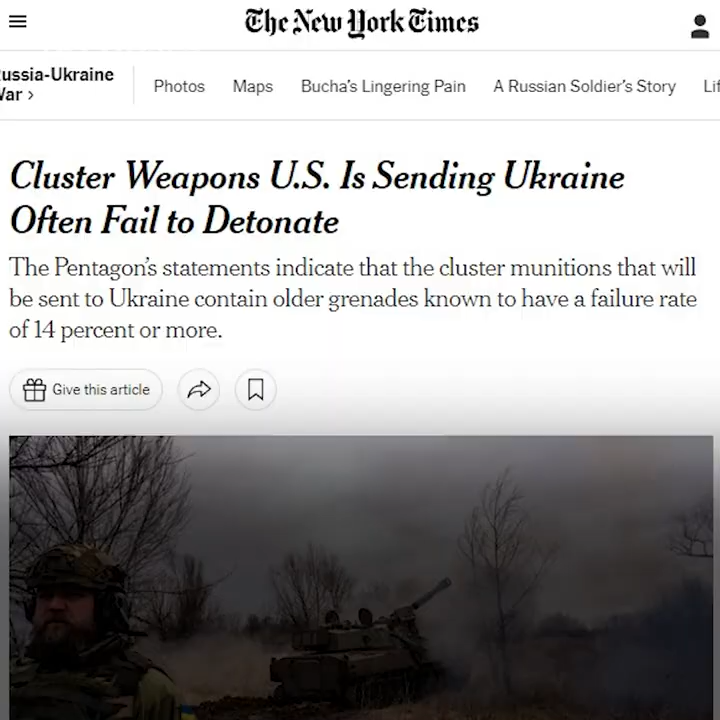 The New York Times
ussia-Ukraine
Var ›
Photos
Maps
Bucha's Lingering Pain
A Russian Soldier's Story
Li
Cluster Weapons U.S. Is Sending Ukraine
Often Fail to Detonate
The Pentagon's statements indicate that the cluster munitions that will
be sent to Ukraine contain older grenades known to have a failure rate
of 14 percent or more.
Give this article